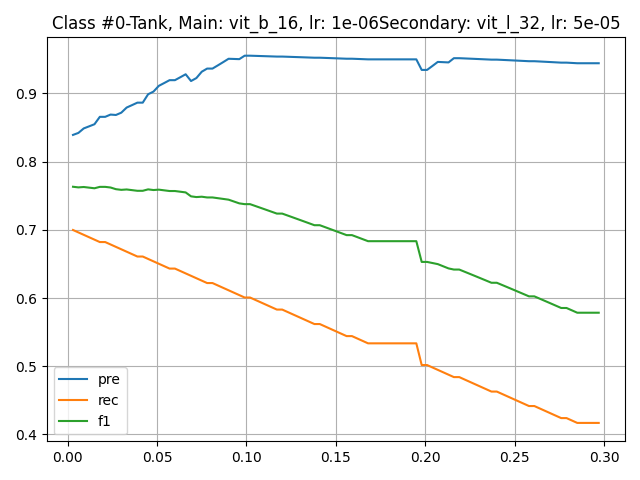 Class #0-Tank, Main: vit_b_16, lr: 1e-06Secondary: vit_l_32, lr: 5e-05
0.9
0.8
0.7
0.6
0.5
0.4
pre
rec
f1
0.00 0.05 0.10 0.15 0.20 0.25 0.30